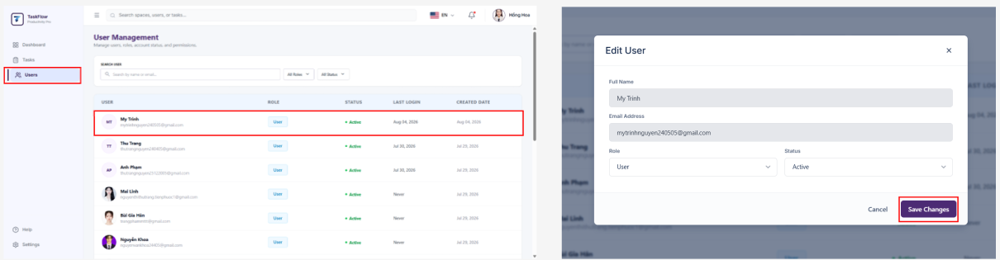 TaskFlow
Productivity Pro
Search spaces, users, or tasks...
EN
Hồng Hoa
Dashboard
Tasks
Users
Help
Settings
User Management
Manage users, roles, account status, and permissions.
SEARCH USER
Search by name or email...
All Roles
All Status
USER ROLE STATUS LAST LOGIN CREATED DATE
MT My Trinh User Active Aug 04, 2026 Aug 04, 2026
mytrinhnguyen240505@gmail.com
TT Thu Trang User Active Jul 30, 2026 Jul 29, 2026
AP Anh Phạm User Active Jul 30, 2026 Jul 29, 2026
Mai Linh User Active Never Jul 29, 2026
Bùi Gia Hân User Active Never Jul 29, 2026
Nguyễn Khoa User Active Never Jul 29, 2026
Edit User
Full Name
My Trinh
Email Address
mytrinhnguyen240505@gmail.com
Role Status
User Active
Cancel Save Changes